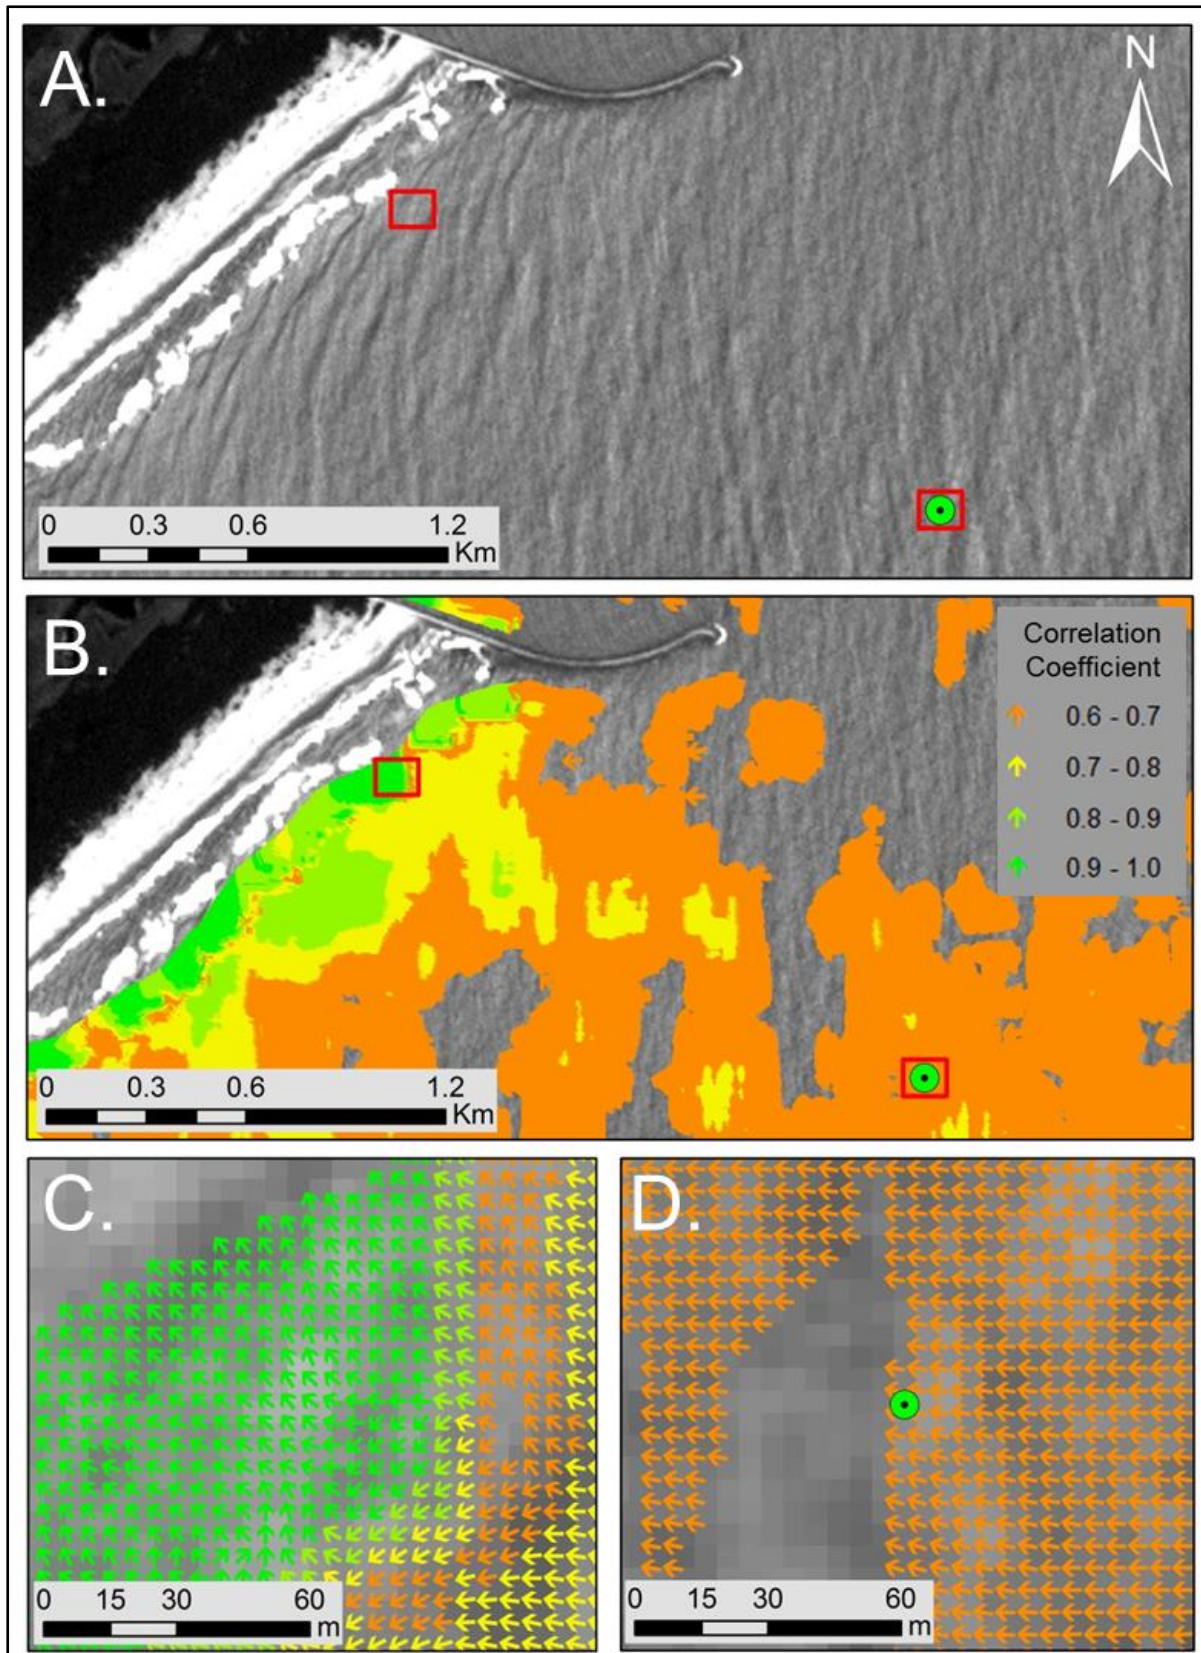 A.
N
0 0.3 0.6 1.2
Km
B.
Correlation
Coefficient
0.6 - 0.7
0.7 - 0.8
0.8 - 0.9
0.9 - 1.0
0 0.3 0.6 1.2
Km
C.
0 15 30 60
m
D.
0 15 30 60
m